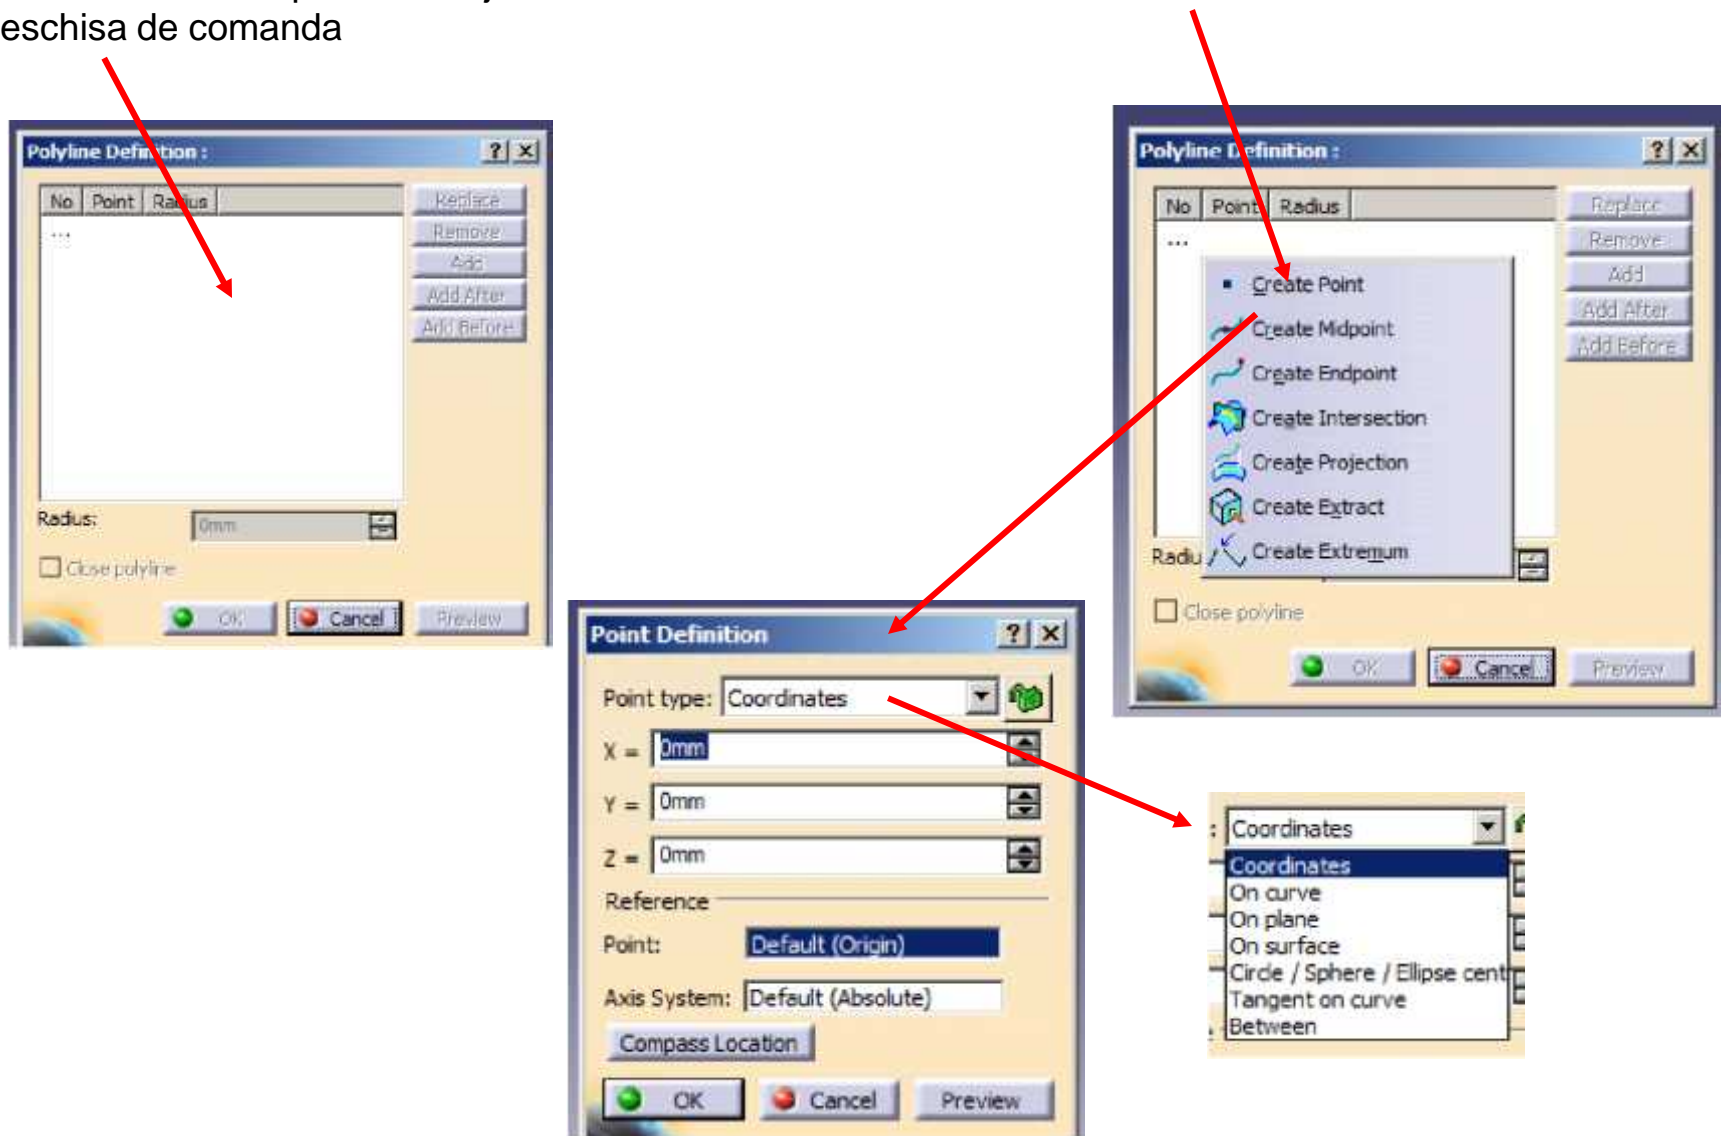 eschisa de comanda
Polyline Definition :
No Point Radius
...
Replace
Remove
Add
Add After
Add Before
Radius:
0mm
Close polyline
OK Cancel Preview
Polyline Definition :
No Point Radius
...
Replace
Remove
Add
Add After
Add Before
Create Point
Create Midpoint
Create Endpoint
Create Intersection
Create Projection
Create Extract
Create Extremum
Radiu
Close polyline
OK Cancel Preview
Point Definition
Point type: Coordinates
X = 0mm
Y = 0mm
Z = 0mm
Reference
Point: Default (Origin)
Axis System: Default (Absolute)
Compass Location
OK Cancel Preview
: Coordinates
Coordinates
On curve
On plane
On surface
Circle / Sphere / Ellipse cent
Tangent on curve
Between